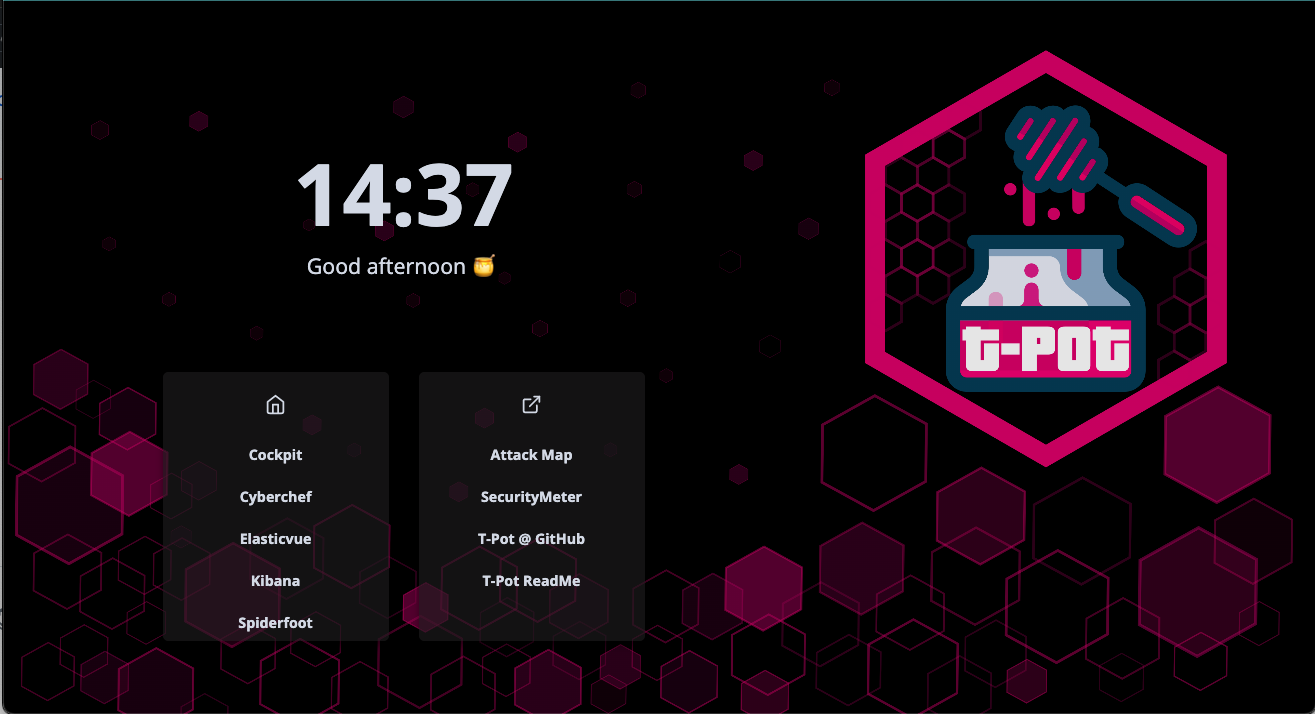 14:37
Good afternoon 🍯
Cockpit
Cyberchef
Elasticvue
Kibana
Spiderfoot
Attack Map
SecurityMeter
T-Pot @ GitHub
T-Pot ReadMe
t-pot